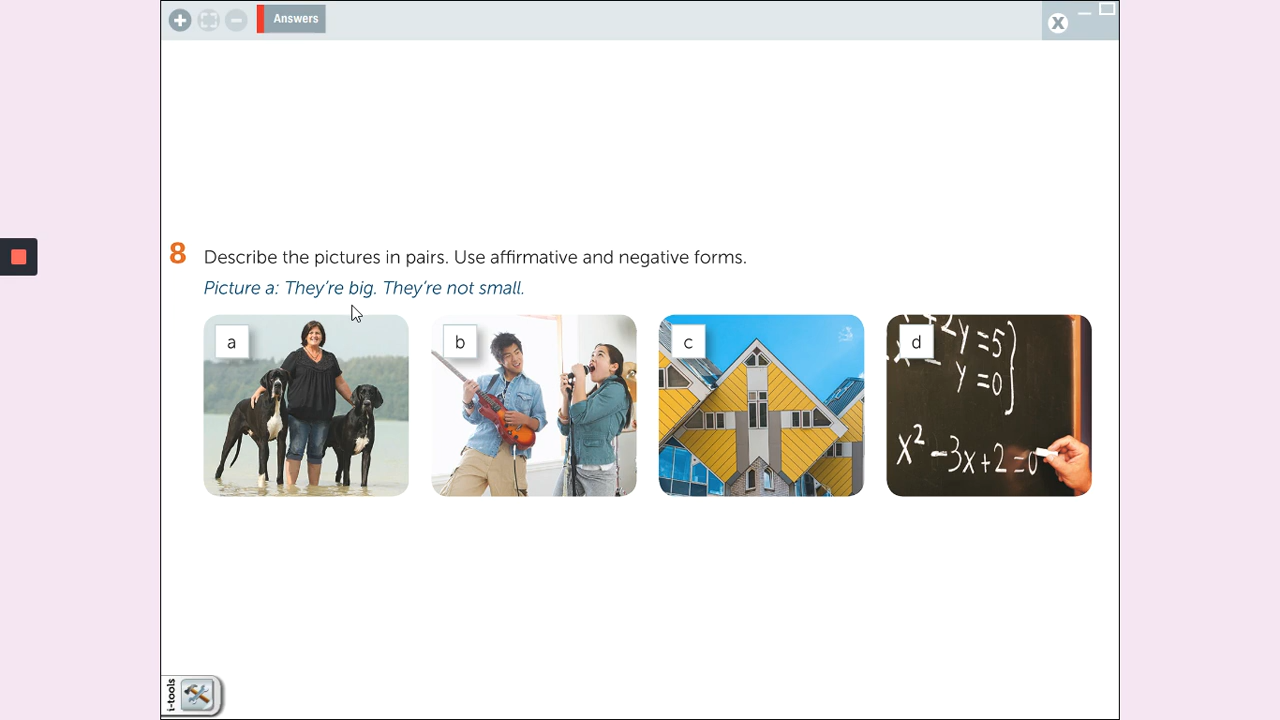 Answers
X
8 Describe the pictures in pairs. Use affirmative and negative forms.
Picture a: They're big. They're not small.
a
b
c
d
2y = 5
y = 0
x² - 3x + 2 = 0
i-tools